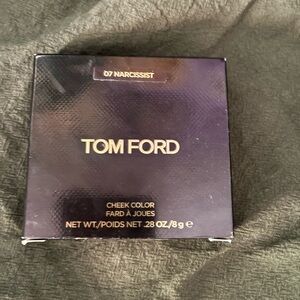 07 NARCISSIST
TOM FORD
CHEEK COLOR
FARD À JOUES
NET WT./POIDS NET .28 OZ./8 g ℮